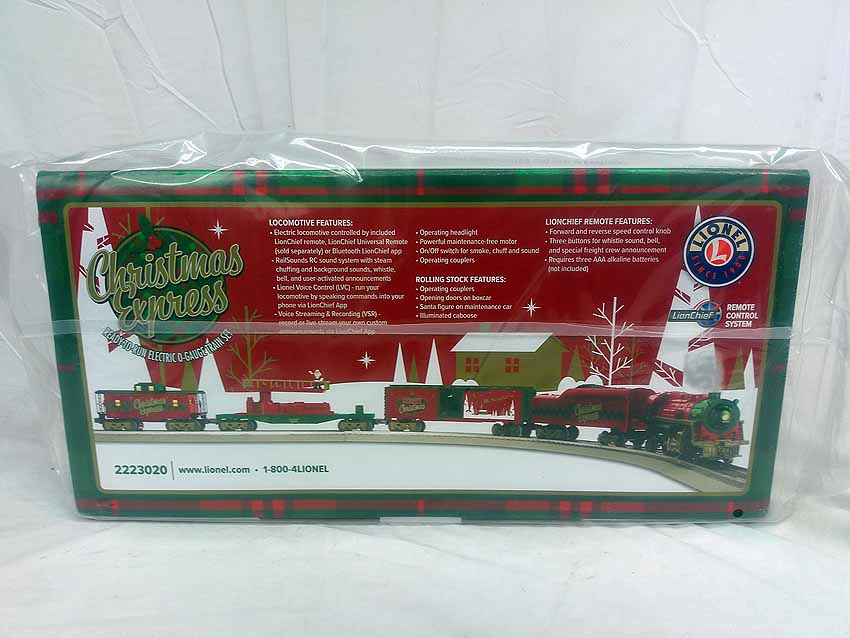 Christmas
Express
READY-TO-RUN ELECTRIC O-GAUGE TRAIN SET
LOCOMOTIVE FEATURES:
• Electric locomotive controlled by included
LionChief remote, LionChief Universal Remote
(sold separately) or Bluetooth LionChief app
• RailSounds RC sound system with steam
chuffing and background sounds, whistle,
bell, and user-activated announcements
• Lionel Voice Control (LVC) - run your
locomotive by speaking commands into your
phone via LionChief App
• Voice Streaming & Recording (VSR) -
record or live stream your own custom
announcements via LionChief App
• Operating headlight
• Powerful maintenance-free motor
• On/Off switch for smoke, chuff and sound
• Operating couplers
ROLLING STOCK FEATURES:
• Operating couplers
• Opening doors on boxcar
• Santa figure on maintenance car
• Illuminated caboose
LIONCHIEF REMOTE FEATURES:
• Forward and reverse speed control knob
• Three buttons for whistle sound, bell,
and special freight crew announcement
• Requires three AAA alkaline batteries
(not included)
LIONEL
L
SINCE 1900
LionChief
REMOTE
CONTROL
SYSTEM
Christmas
Express
Christmas
2223020 | www.lionel.com • 1-800-4LIONEL